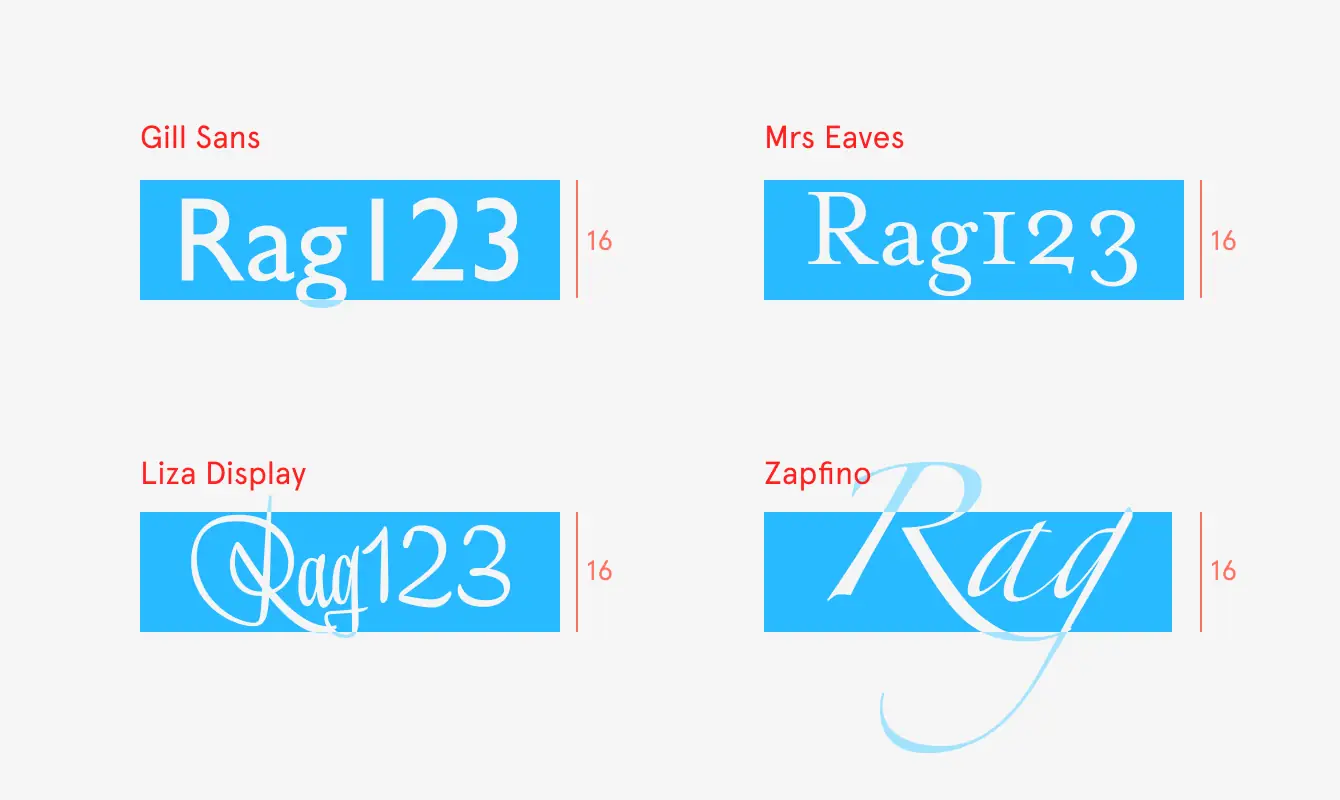 Gill Sans
Mrs Eaves
Rag123
16
Rag123
16
Liza Display
Zapfino
Rag123
16
Rag
16